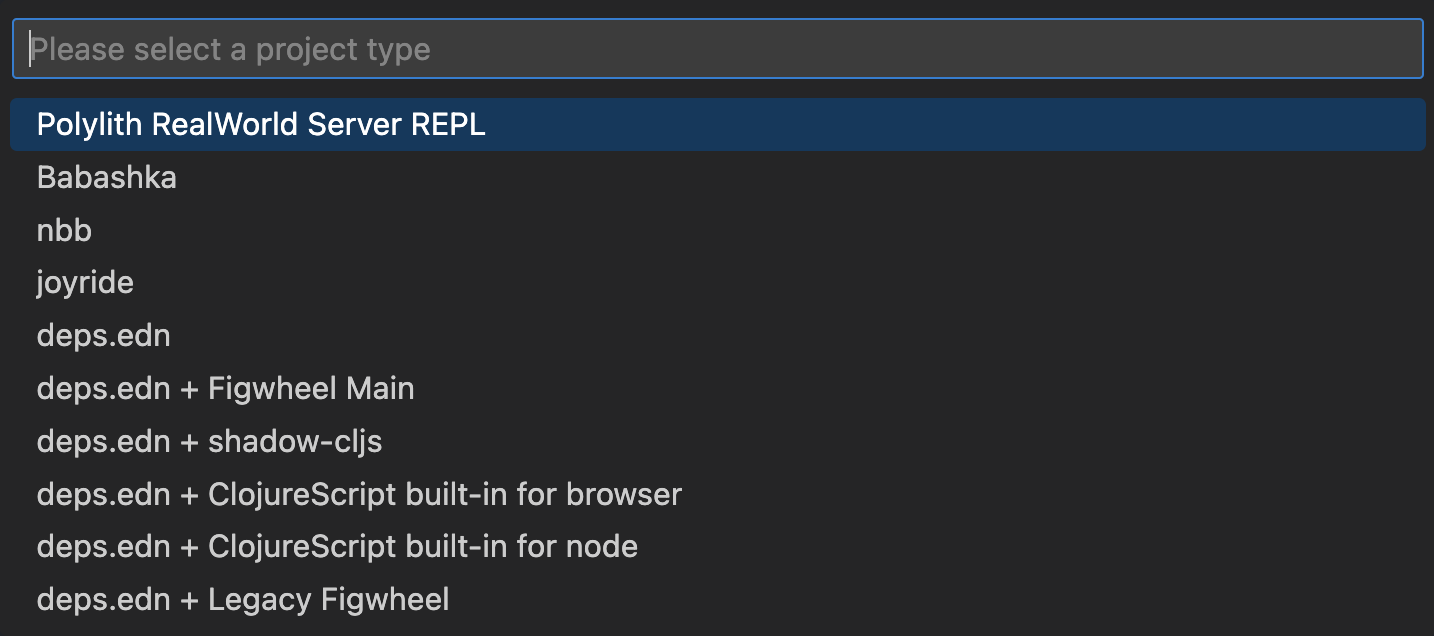 Please select a project type
Polylith RealWorld Server REPL
Babashka
nbb
joyride
deps.edn
deps.edn + Figwheel Main
deps.edn + shadow-cljs
deps.edn + ClojureScript built-in for browser
deps.edn + ClojureScript built-in for node
deps.edn + Legacy Figwheel